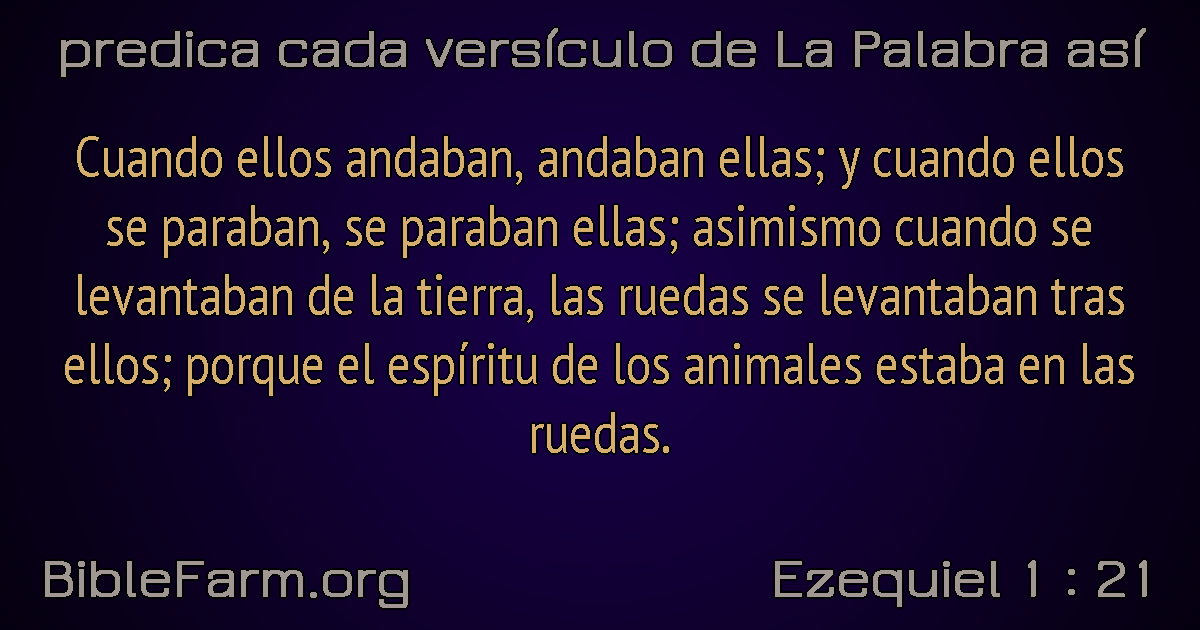 predica cada versículo de La Palabra así
Cuando ellos andaban, andaban ellas; y cuando ellos
se paraban, se paraban ellas; asimismo cuando se
levantaban de la tierra, las ruedas se levantaban tras
ellos; porque el espíritu de los animales estaba en las
ruedas.
BibleFarm.org
Ezequiel 1 : 21